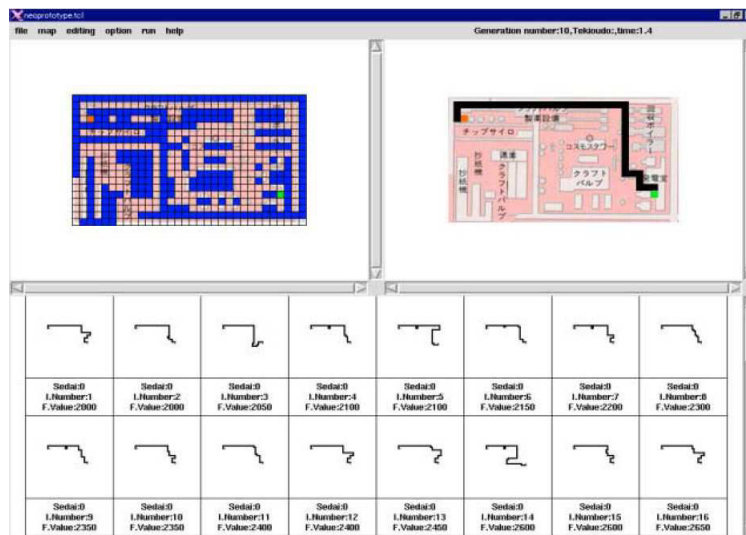 neoprototype.tcl
file map editing option run help
Generation number:10,Tekioudo:,time:1.4
チップサイロ
製薬設備
チップサイロ
コスモスタワー
回収ボイラー
抄紙機
抄紙機
クラフトパルプ
クラフト
パルプ
発電室
Sedai:0
I.Number:1
F.Value:2000
Sedai:0
I.Number:2
F.Value:2000
Sedai:0
I.Number:3
F.Value:2050
Sedai:0
I.Number:4
F.Value:2100
Sedai:0
I.Number:5
F.Value:2100
Sedai:0
I.Number:6
F.Value:2150
Sedai:0
I.Number:7
F.Value:2200
Sedai:0
I.Number:8
F.Value:2300
Sedai:0
I.Number:9
F.Value:2350
Sedai:0
I.Number:10
F.Value:2350
Sedai:0
I.Number:11
F.Value:2400
Sedai:0
I.Number:12
F.Value:2400
Sedai:0
I.Number:13
F.Value:2450
Sedai:0
I.Number:14
F.Value:2600
Sedai:0
I.Number:15
F.Value:2600
Sedai:0
I.Number:16
F.Value:2650